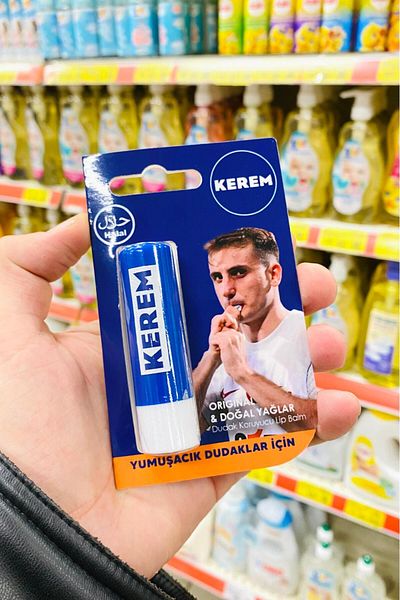 KEREM
حلال
Halal
KEREM
ORIGINAL
& DOĞAL YAĞLAR
Dudak Koruyucu Lip Balm
YUMUŞACIK DUDAKLAR İÇİN